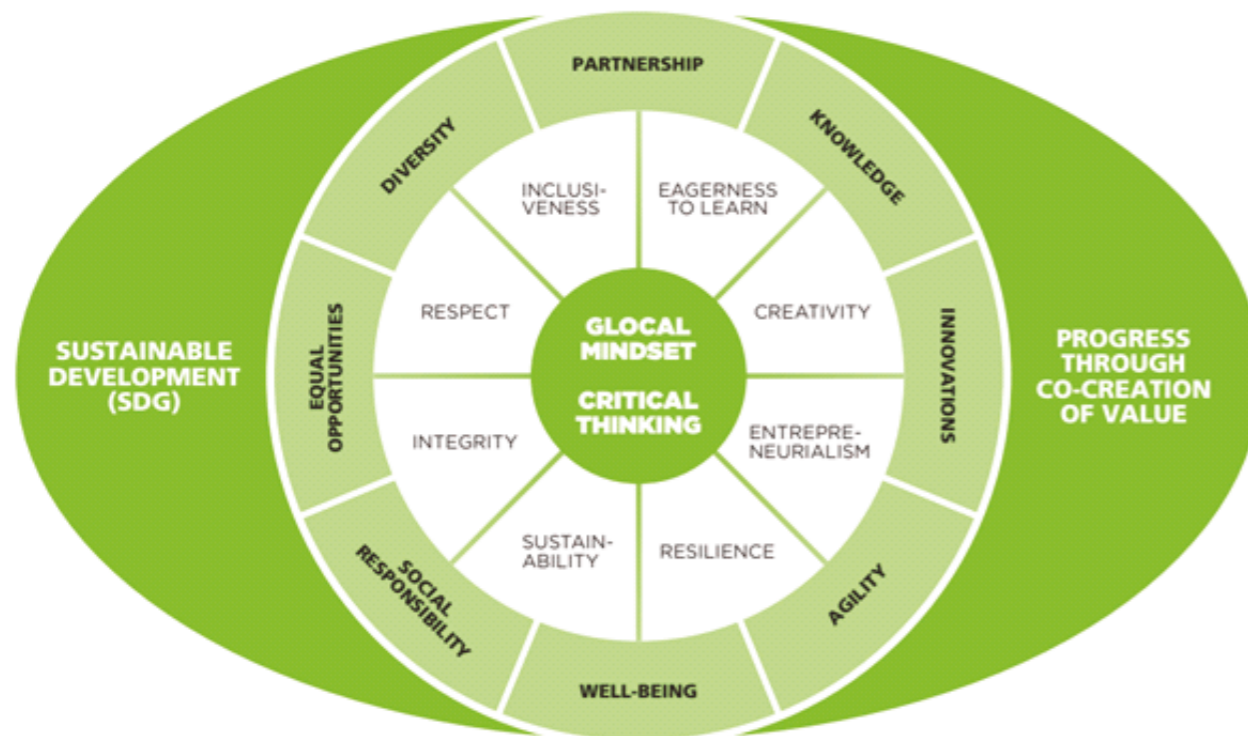 PARTNERSHIP
DIVERSITY
KNOWLEDGE
INCLUSI-
VENESS
EAGERNESS
TO LEARN
RESPECT
CREATIVITY
EQUAL
OPPORTUNITIES
INNOVATIONS
SUSTAINABLE
DEVELOPMENT
(SDG)
GLOCAL
MINDSET
CRITICAL
THINKING
PROGRESS
THROUGH
CO-CREATION
OF VALUE
INTEGRITY
ENTREPRE-
NEURIALISM
SUSTAIN-
ABILITY
RESILIENCE
SOCIAL
RESPONSIBILITY
AGILITY
WELL-BEING